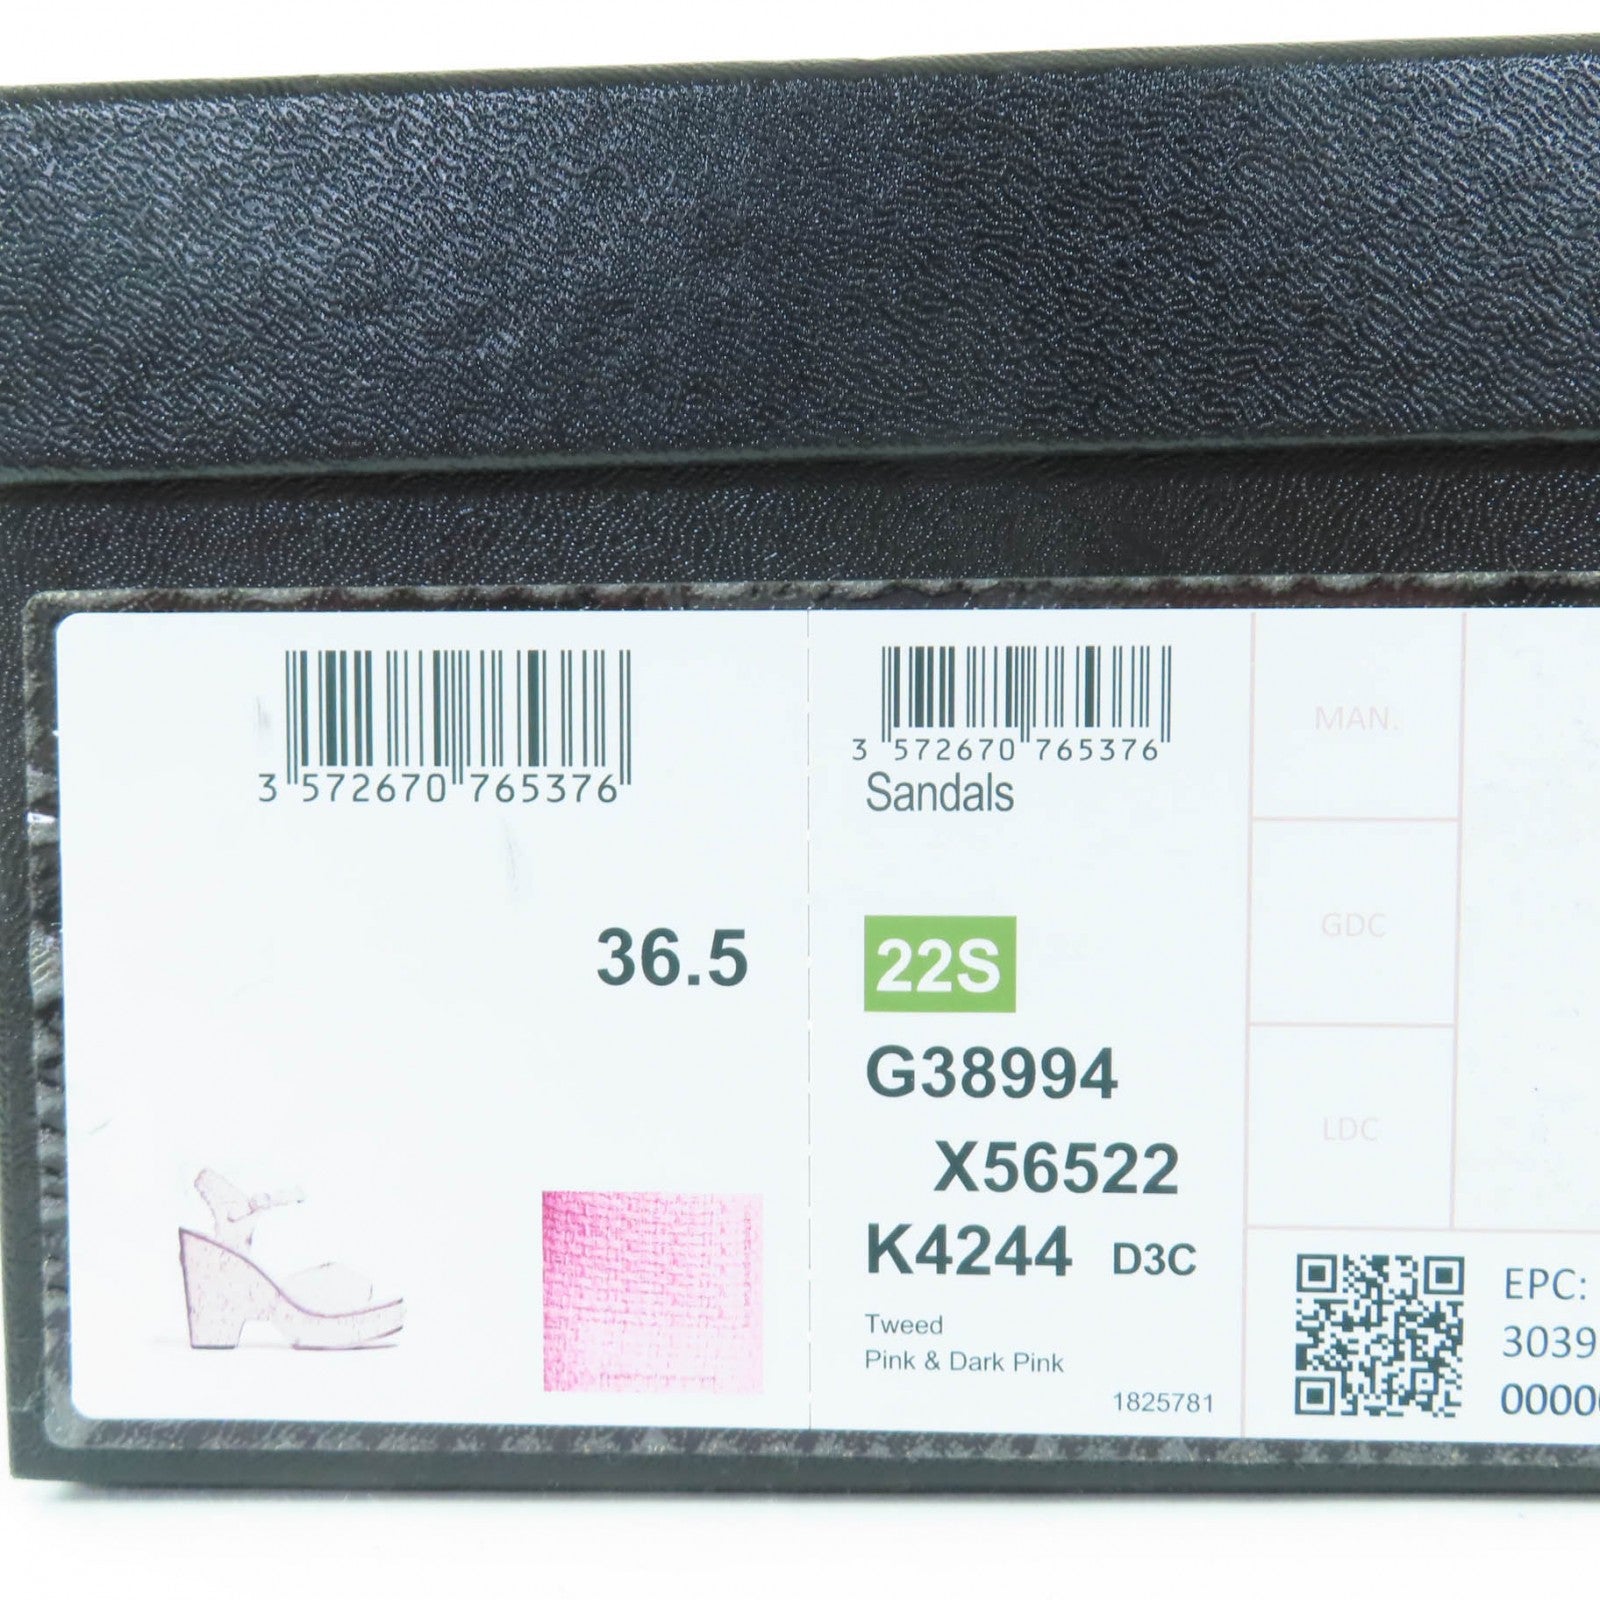 3 572670 765376
36.5
3 572670 765376
Sandals
22S
G38994
X56522
K4244 D3C
Tweed
Pink & Dark Pink
1825781
MAN.
GDC
LDC
EPC:
3039
0000